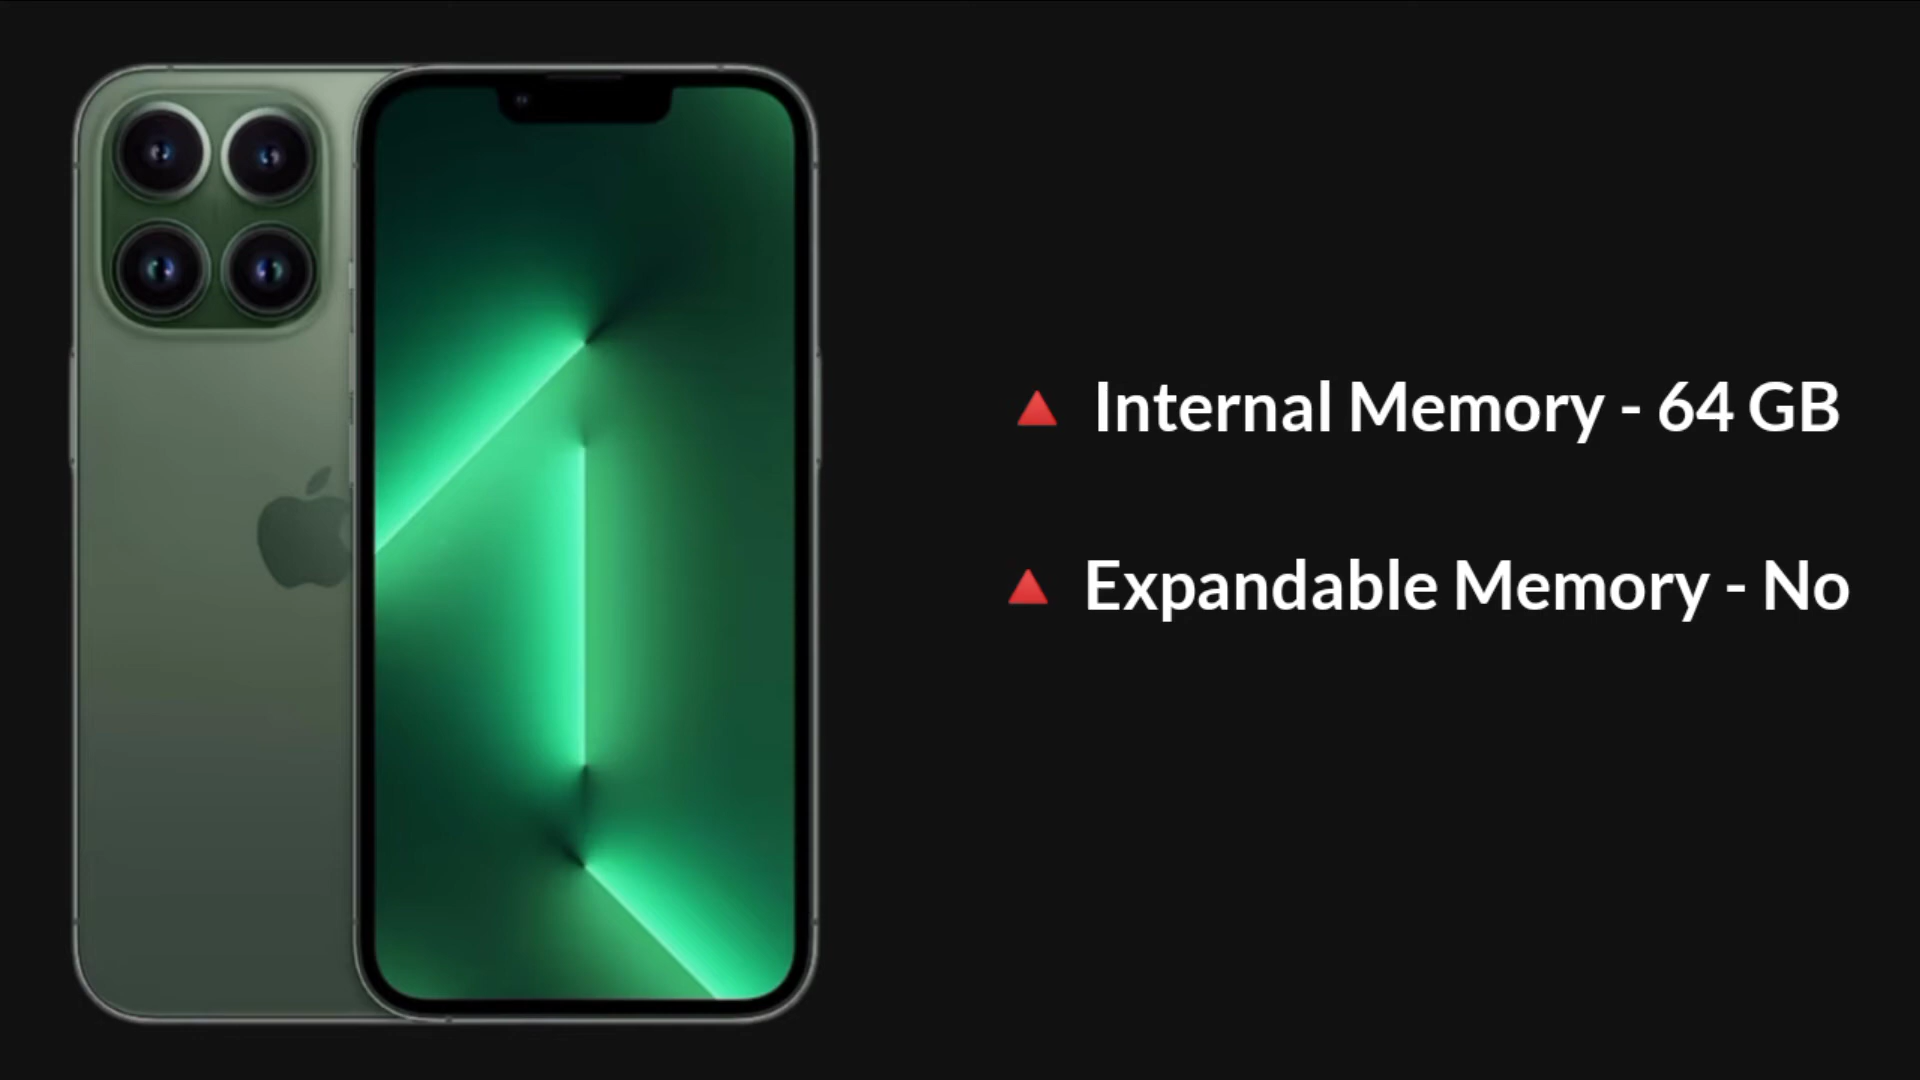 🔺 Internal Memory - 64 GB
🔺 Expandable Memory - No